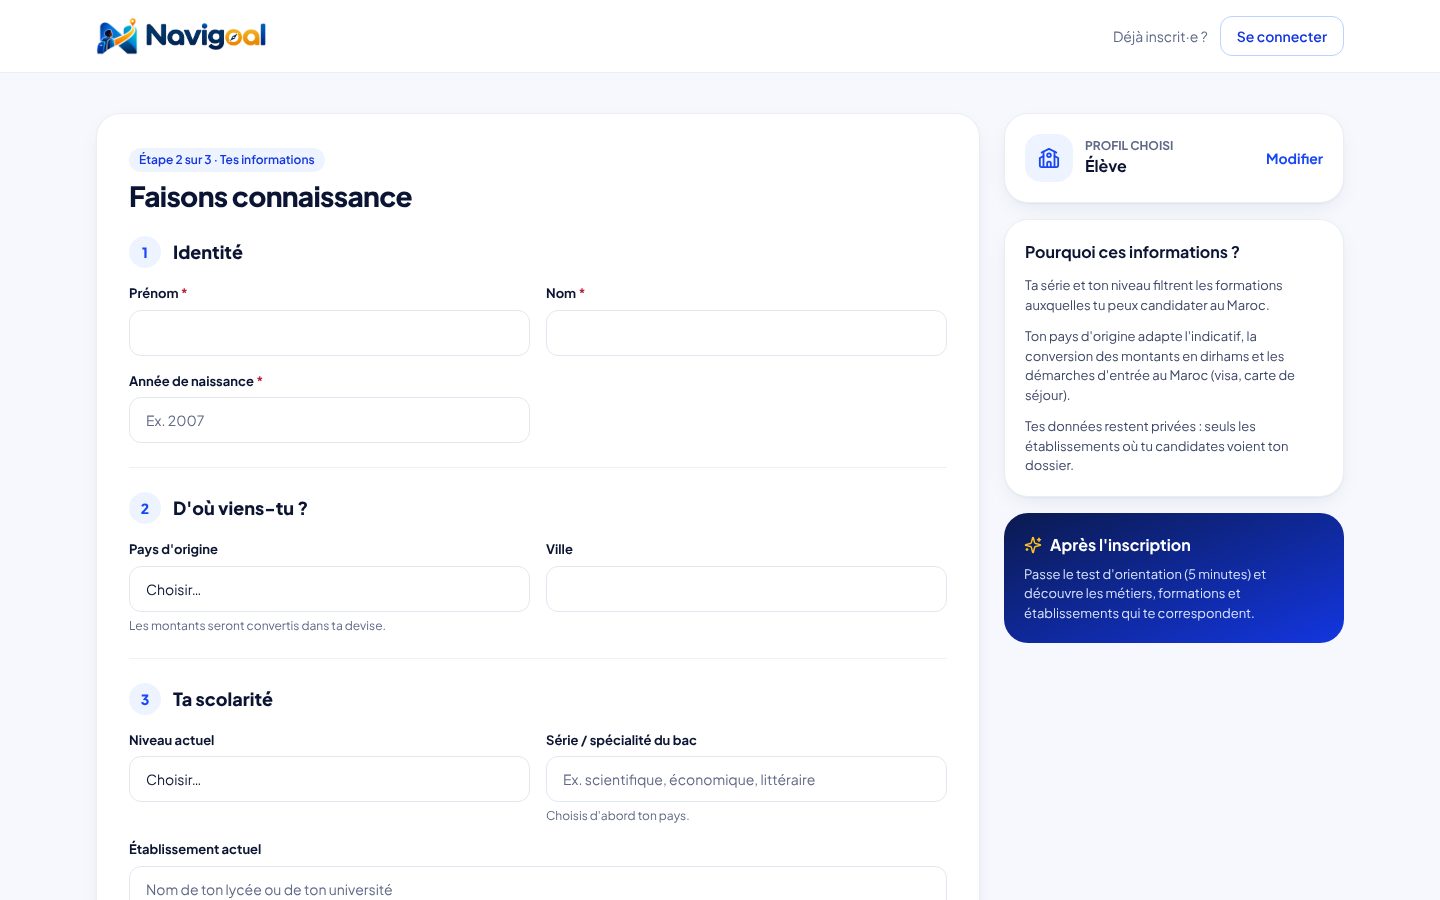 Navigoal
Déjà inscrit·e ?
Se connecter
Étape 2 sur 3 · Tes informations
Faisons connaissance
1 Identité
Prénom *
Nom *
Année de naissance *
Ex. 2007
2 D'où viens-tu ?
Pays d'origine
Ville
Choisir...
Les montants seront convertis dans ta devise.
3 Ta scolarité
Niveau actuel
Série / spécialité du bac
Choisir...
Ex. scientifique, économique, littéraire
Choisis d'abord ton pays.
Établissement actuel
Nom de ton lycée ou de ton université
PROFIL CHOISI
Élève
Modifier
Pourquoi ces informations ?
Ta série et ton niveau filtrent les formations
auxquelles tu peux candidater au Maroc.
Ton pays d'origine adapte l'indicatif, la
conversion des montants en dirhams et les
démarches d'entrée au Maroc (visa, carte de
séjour).
Tes données restent privées : seuls les
établissements où tu candidates voient ton
dossier.
Après l'inscription
Passe le test d'orientation (5 minutes) et
découvre les métiers, formations et
établissements qui te correspondent.